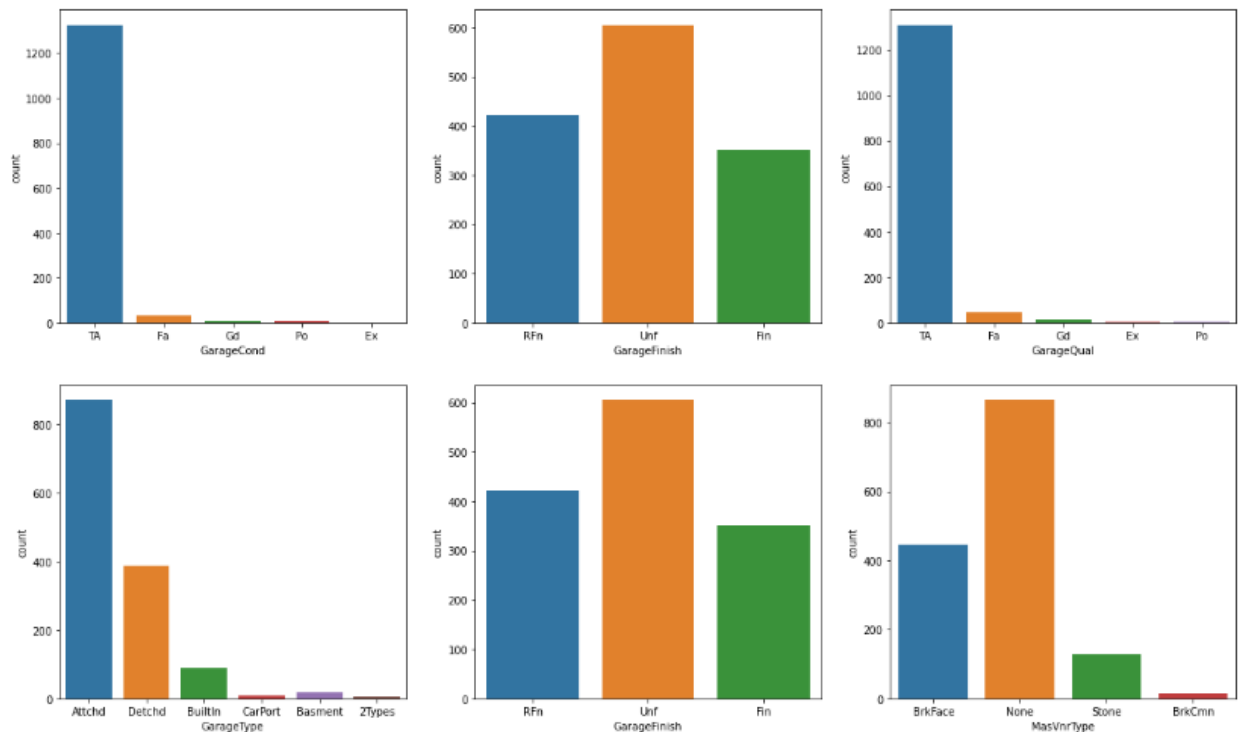 count
1200
1000
800
600
400
200
0
TA Fa Gd Po Ex
GarageCond
count
600
500
400
300
200
100
0
RFn Unf Fin
GarageFinish
count
1200
1000
800
600
400
200
0
TA Fa Gd Ex Po
GarageQual
count
800
600
400
200
0
Attchd Detchd BuiltIn CarPort Basment 2Types
GarageType
count
600
500
400
300
200
100
0
RFn Unf Fin
GarageFinish
count
800
600
400
200
0
BrkFace None Stone BrkCmn
MasVnrType